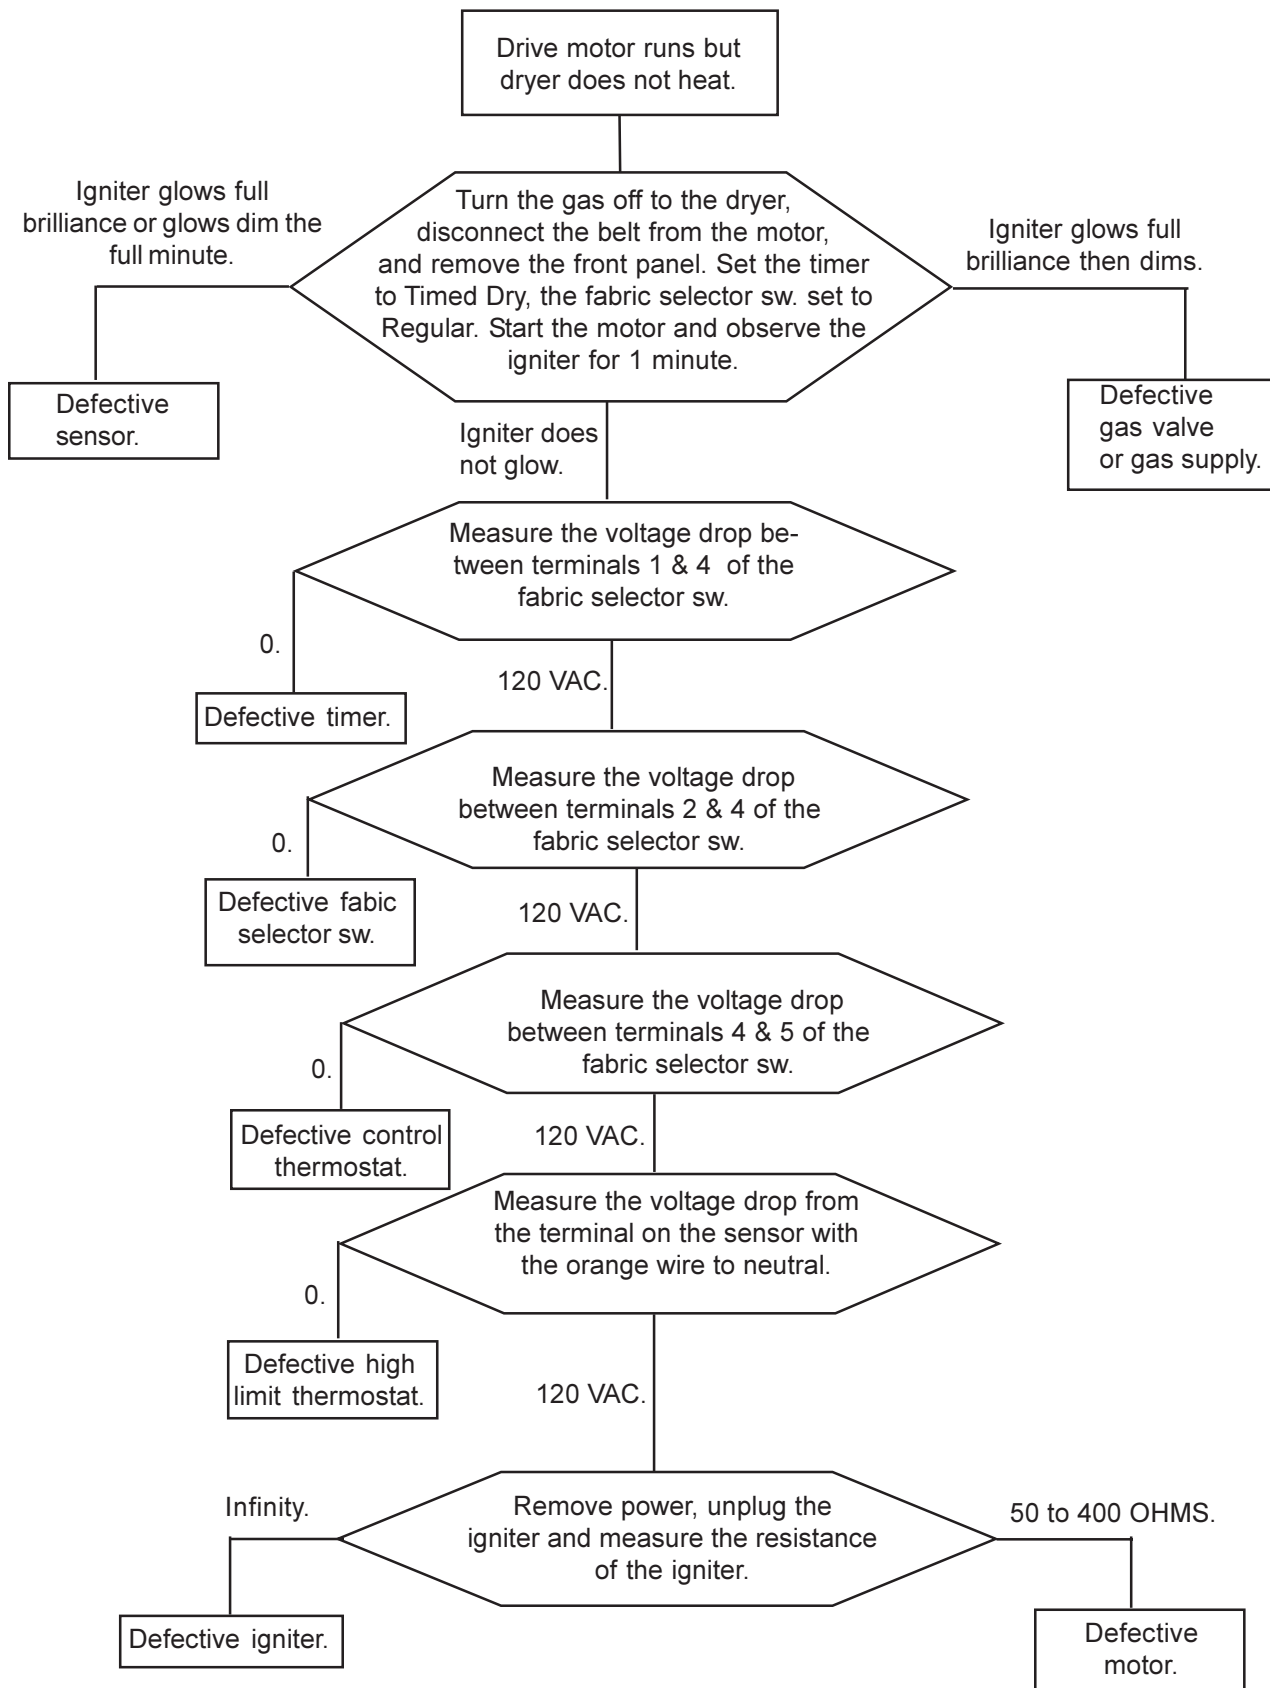 Drive motor runs but
dryer does not heat.
Igniter glows full
brilliance or glows dim the
full minute.
Turn the gas off to the dryer,
disconnect the belt from the motor,
and remove the front panel. Set the timer
to Timed Dry, the fabric selector sw. set to
Regular. Start the motor and observe the
igniter for 1 minute.
Igniter glows full
brilliance then dims.
Defective
sensor.
Igniter does
not glow.
Defective
gas valve
or gas supply.
Measure the voltage drop be-
tween terminals 1 & 4 of the
fabric selector sw.
0.
120 VAC.
Defective timer.
Measure the voltage drop
between terminals 2 & 4 of the
fabric selector sw.
0.
120 VAC.
Defective fabic
selector sw.
Measure the voltage drop
between terminals 4 & 5 of the
fabric selector sw.
0.
120 VAC.
Defective control
thermostat.
Measure the voltage drop from
the terminal on the sensor with
the orange wire to neutral.
0.
120 VAC.
Defective high
limit thermostat.
Infinity.
Remove power, unplug the
igniter and measure the resistance
of the igniter.
50 to 400 OHMS.
Defective igniter.
Defective
motor.